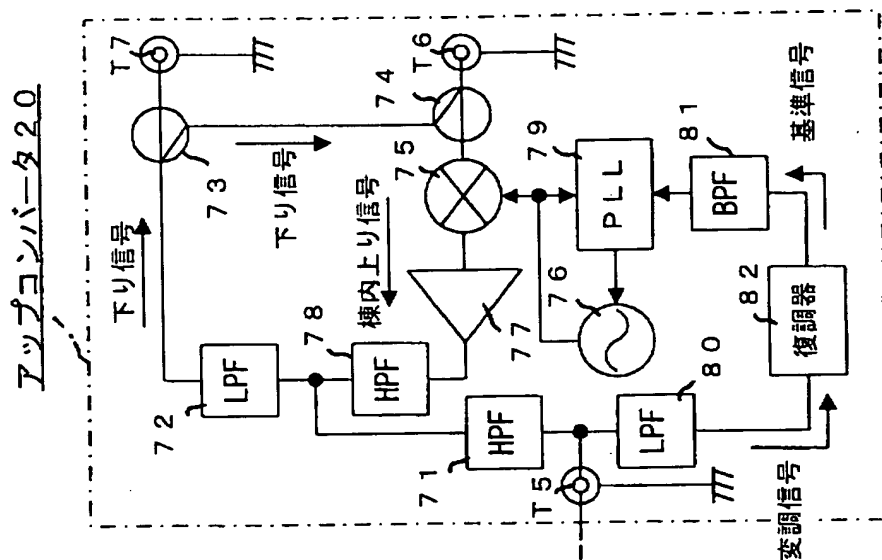 アップコンバータ20
下り信号
72
LPF
73
T7
下り信号
74
T6
75
棟内上り信号
78
HPF
77
76
79
PLL
71
HPF
T5
80
LPF
81
BPF
82
復調器
基準信号
変調信号